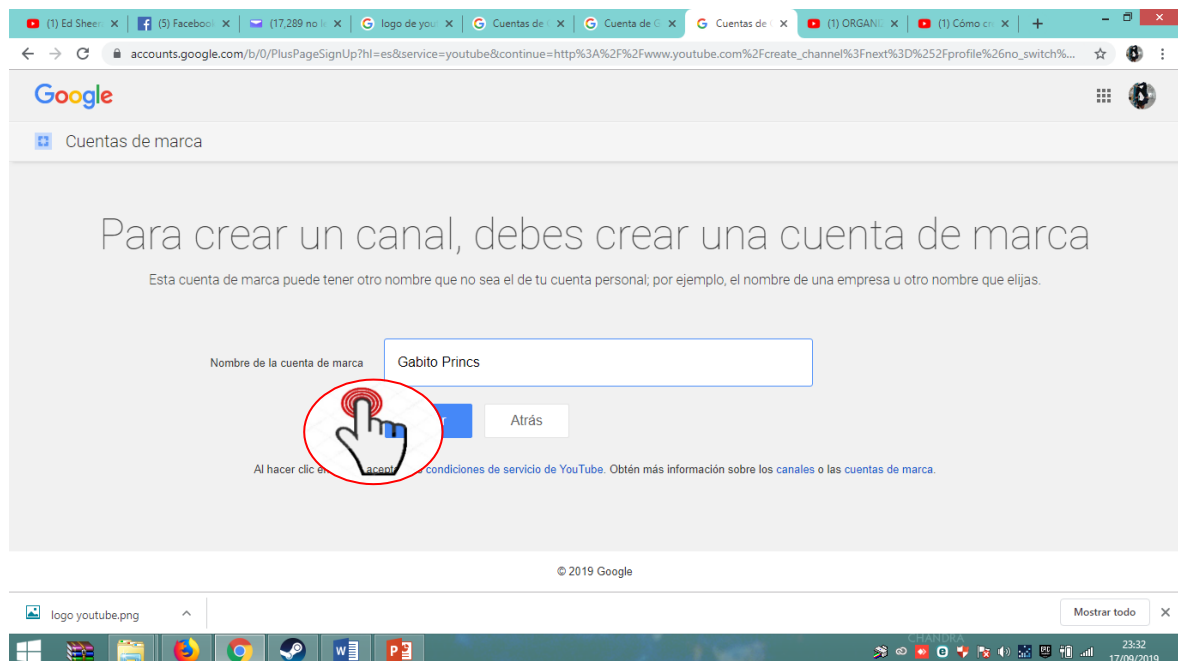 (1) Ed Sheer
(5) Facebool
(17,289 no l
logo de you
Cuentas de
Cuenta de G
Cuentas de
(1) ORGANI
(1) Cómo cr
accounts.google.com/b/0/PlusPageSignUp?hl=es&service=youtube&continue=http%3A%2F%2Fwww.youtube.com%2Fcreate_channel%3Fnext%3D%252Fprofile%26no_switch%...
Google
Cuentas de marca
Para crear un canal, debes crear una cuenta de marca
Esta cuenta de marca puede tener otro nombre que no sea el de tu cuenta personal; por ejemplo, el nombre de una empresa u otro nombre que elijas.
Nombre de la cuenta de marca
Gabito Princs
Atrás
Al hacer clic condiciones de servicio de YouTube. Obtén más información sobre los canales o las cuentas de marca.
© 2019 Google
logo youtube.png
Mostrar todo
CHANDRA
23:32
17/09/2019